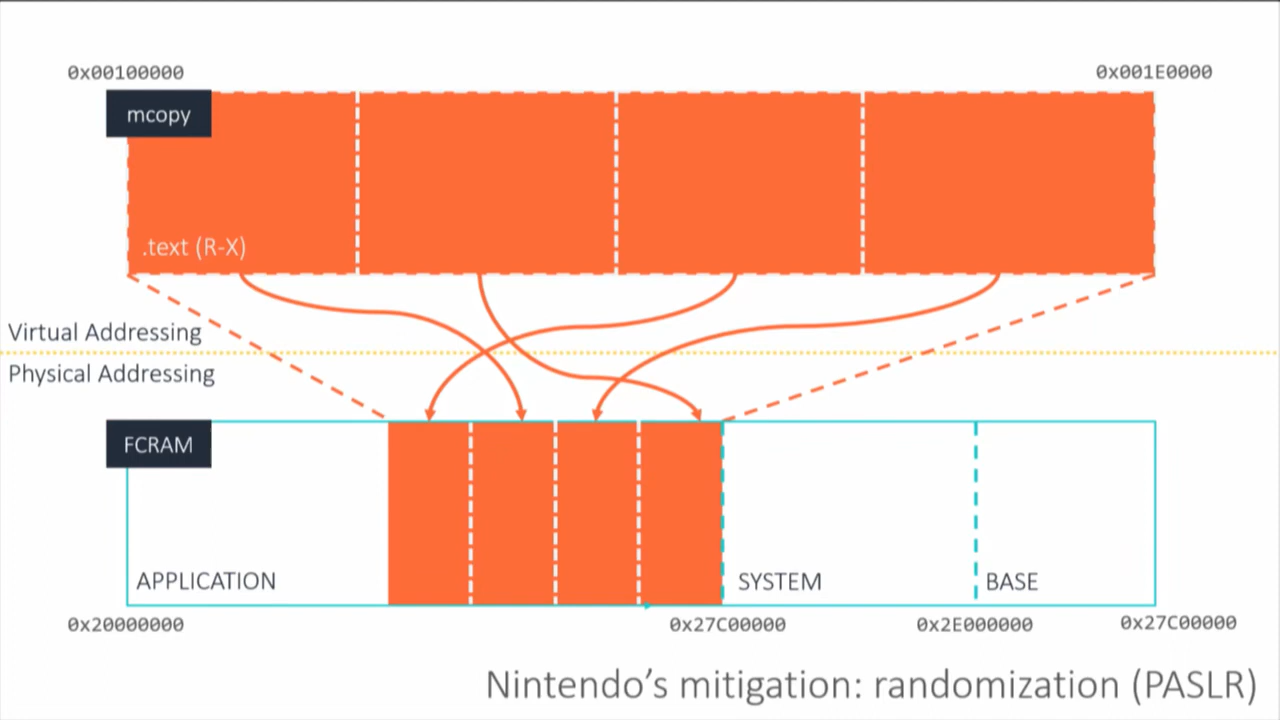 0x00100000
0x001E0000
mcopy
.text (R-X)
Virtual Addressing
Physical Addressing
FCRAM
APPLICATION
SYSTEM
BASE
0x20000000
0x27C00000
0x2E000000
0x27C00000
Nintendo’s mitigation: randomization (PASLR)